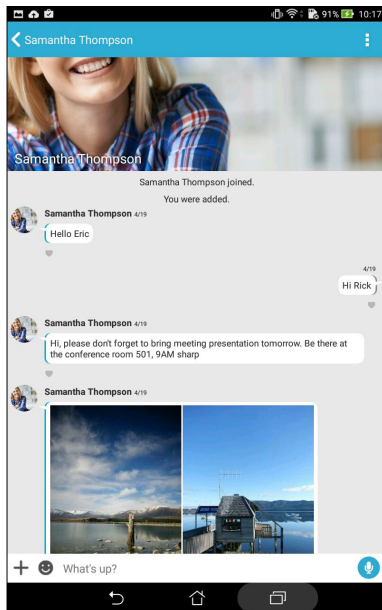 91% 10:17
Samantha Thompson
Samantha Thompson
Samantha Thompson joined.
You were added.
Samantha Thompson 4/19
Hello Eric
4/19
Hi Rick
Samantha Thompson 4/19
Hi, please don't forget to bring meeting presentation tomorrow. Be there at
the conference room 501, 9AM sharp
Samantha Thompson 4/19
What's up?